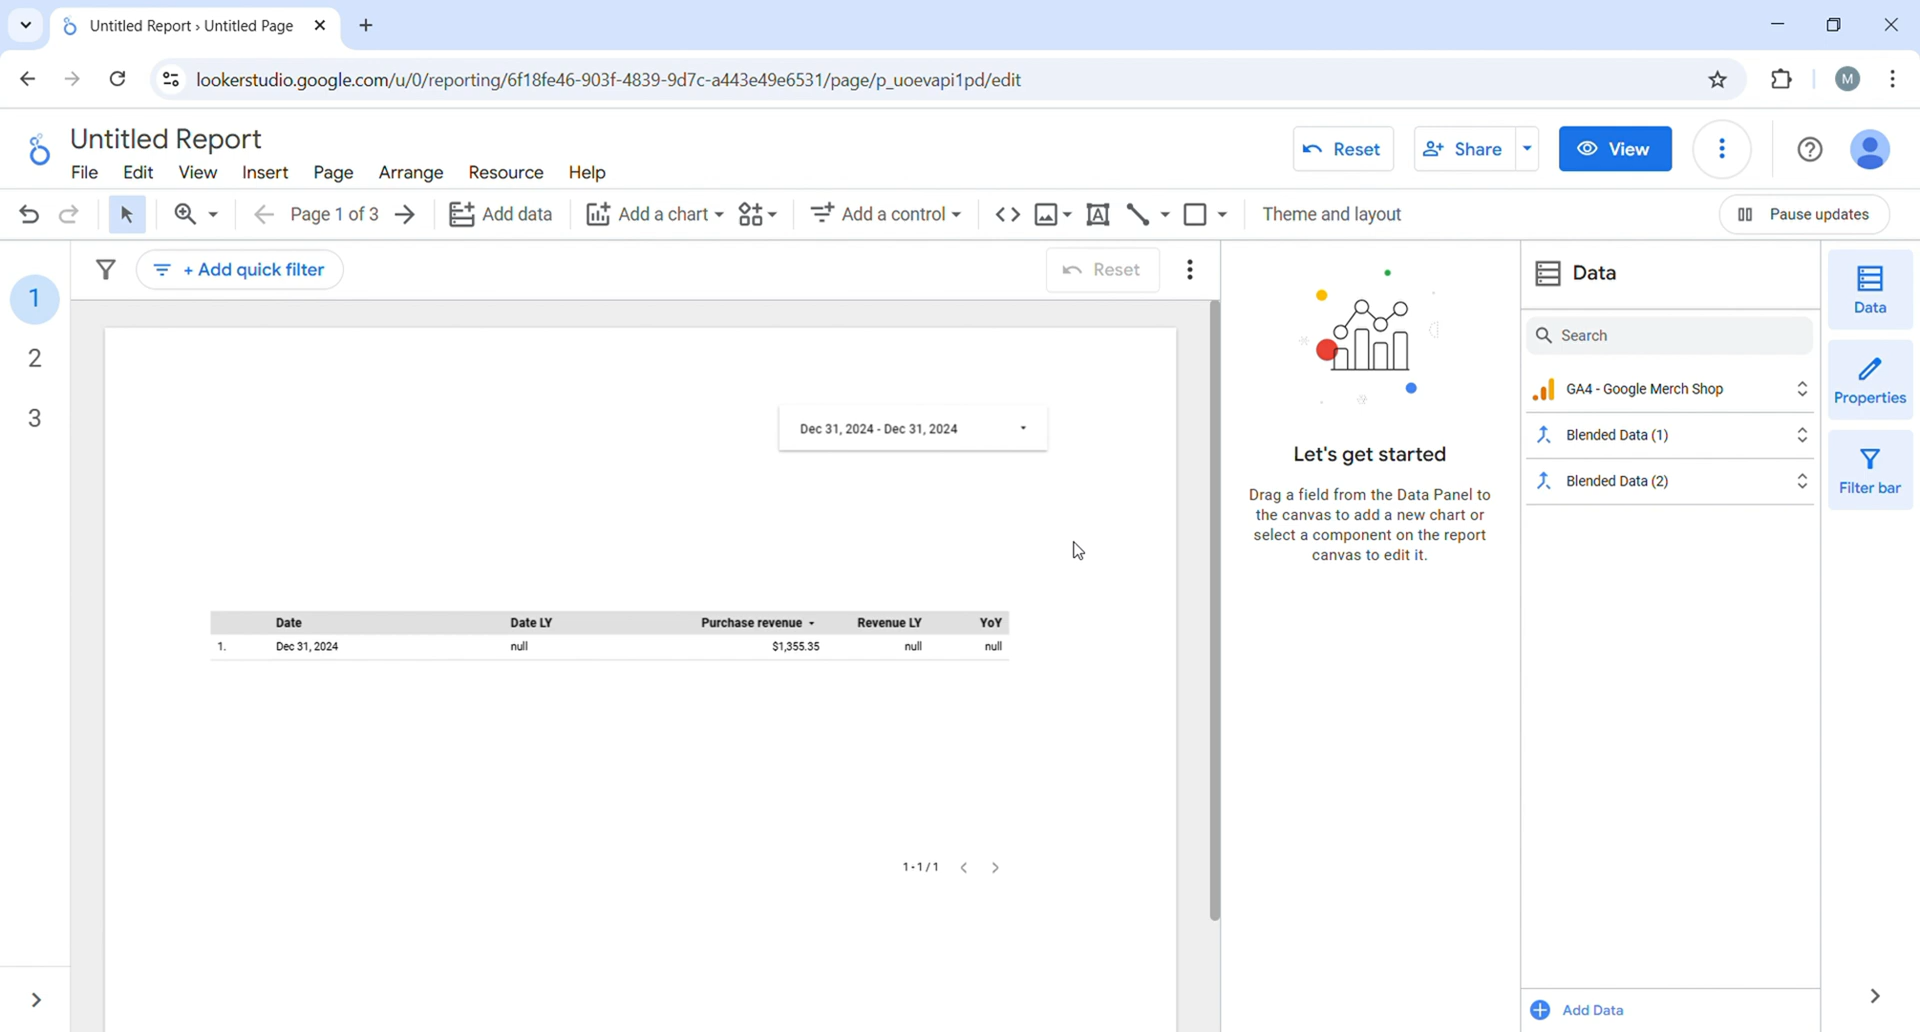 Untitled Report › Untitled Page
lookerstudio.google.com/u/0/reporting/6f18fe46-903f-4839-9d7c-a443e49e6531/page/p_uoevapi1pd/edit
M
Untitled Report
File Edit View Insert Page Arrange Resource Help
Reset
Share
View
Page 1 of 3
Add data
Add a chart
Add a control
Theme and layout
Pause updates
1
2
3
+ Add quick filter
Reset
Dec 31, 2024 - Dec 31, 2024
Date Date LY Purchase revenue Revenue LY YoY
1. Dec 31, 2024 null $1,355.35 null null
1-1/1
Let's get started
Drag a field from the Data Panel to
the canvas to add a new chart or
select a component on the report
canvas to edit it.
Data
Search
GA4 - Google Merch Shop
Blended Data (1)
Blended Data (2)
Add Data
Data
Properties
Filter bar